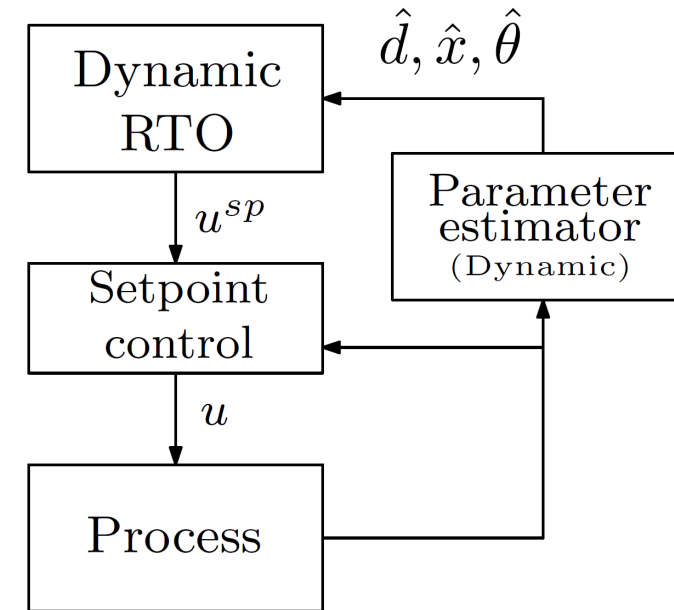 Dynamic
RTO
d̂, x̂, θ̂
Parameter
estimator
(Dynamic)
u^{sp}
Setpoint
control
u
Process